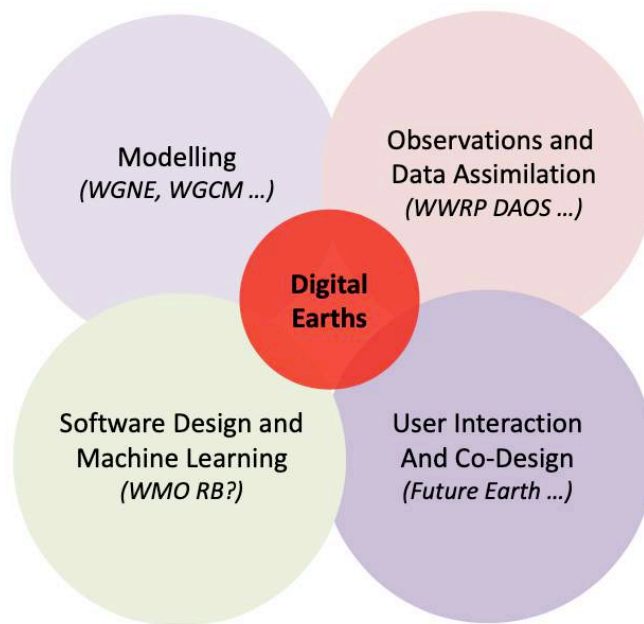 Modelling
(WGNE, WGCM ...)
Observations and
Data Assimilation
(WWRP DAOS ...)
Digital
Earths
Software Design and
Machine Learning
(WMO RB?)
User Interaction
And Co-Design
(Future Earth ...)